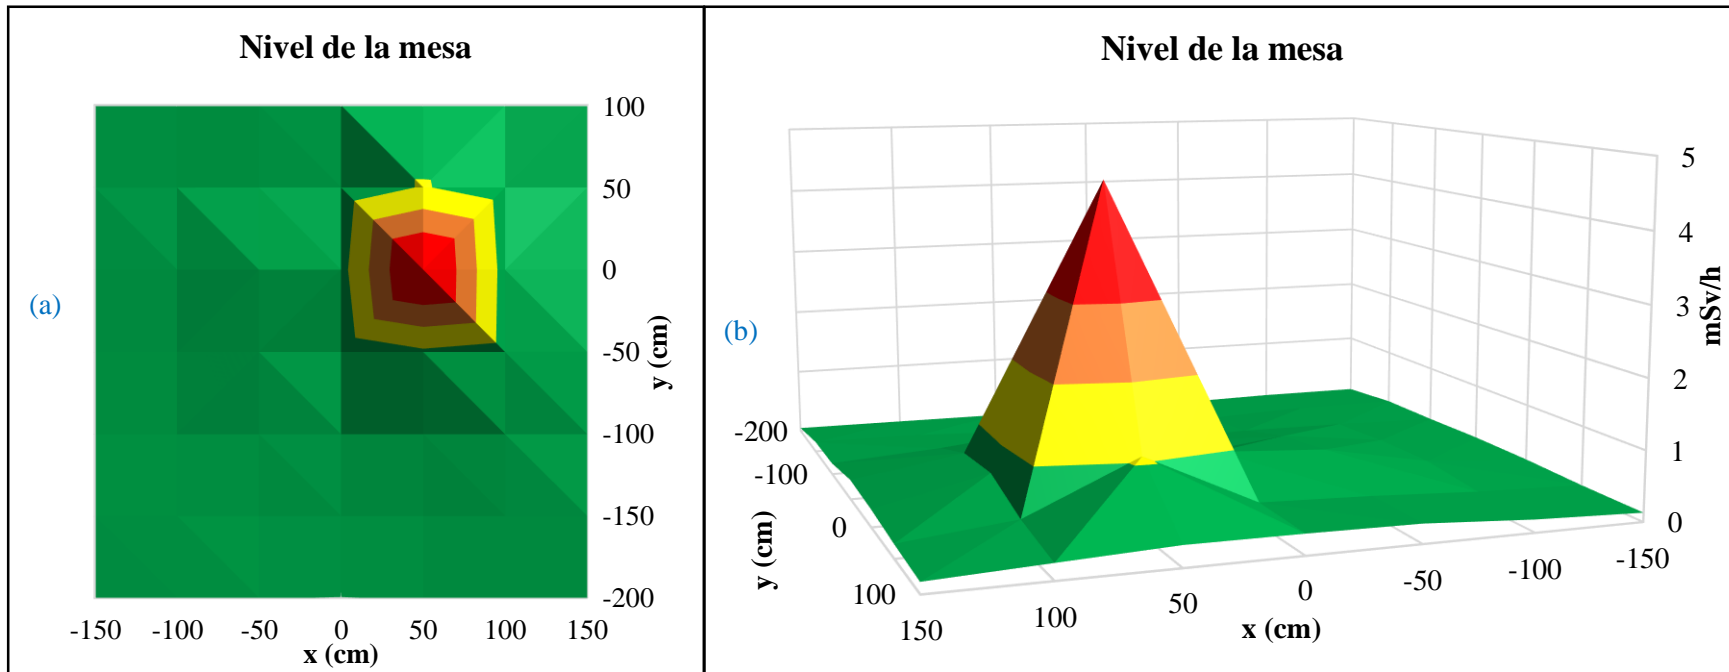 Nivel de la mesa
(a)
100
50
0
-50
-100
-150
-200
y (cm)
-150 -100 -50 0 50 100 150
x (cm)
Nivel de la mesa
(b)
5
4
3
2
1
0
mSv/h
-200
-100
0
100
y (cm)
150 100 50 0 -50 -100 -150
x (cm)